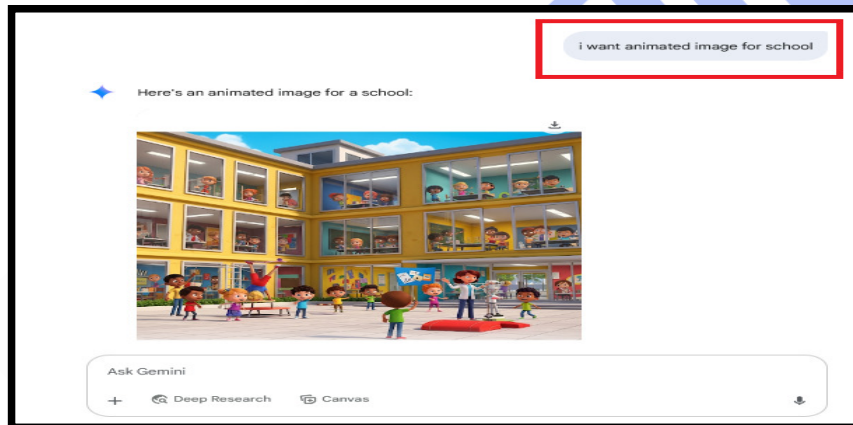 i want animated image for school
Here's an animated image for a school:
Ask Gemini
Deep Research
Canvas